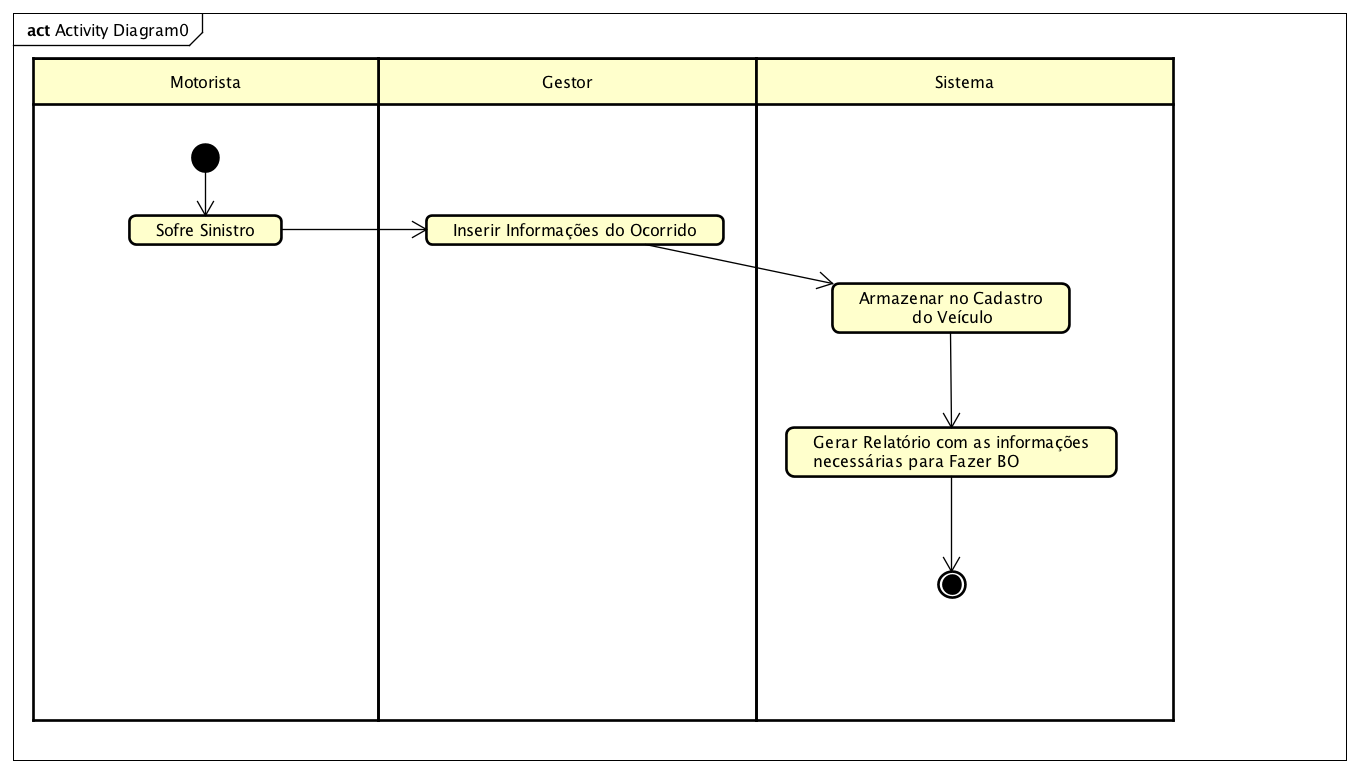 act Activity Diagram0
Motorista
Gestor
Sistema
Sofre Sinistro
Inserir Informações do Ocorrido
Armazenar no Cadastro
do Veículo
Gerar Relatório com as informações
necessárias para Fazer BO